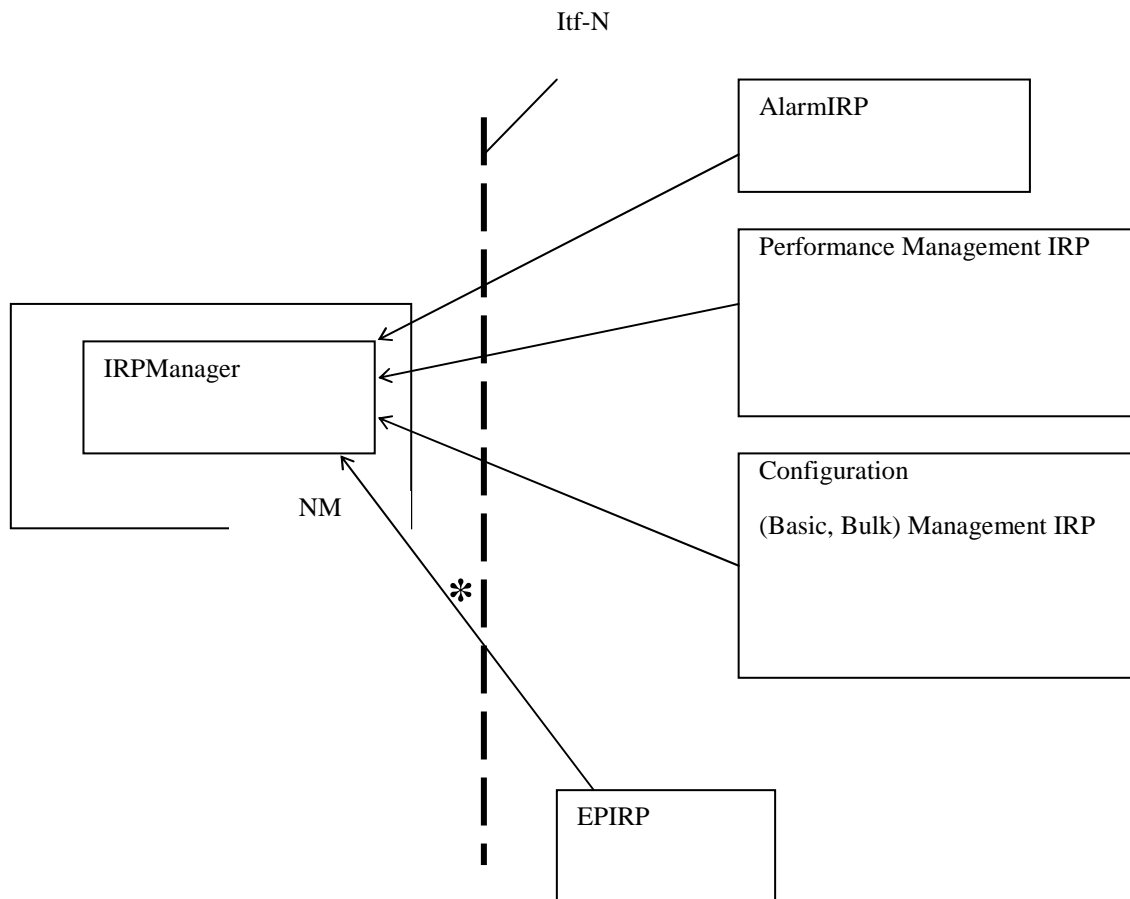 Itf-N
AlarmIRP
Performance Management IRP
IRPManager
Configuration
(Basic, Bulk) Management IRP
NM
*
EPIRP